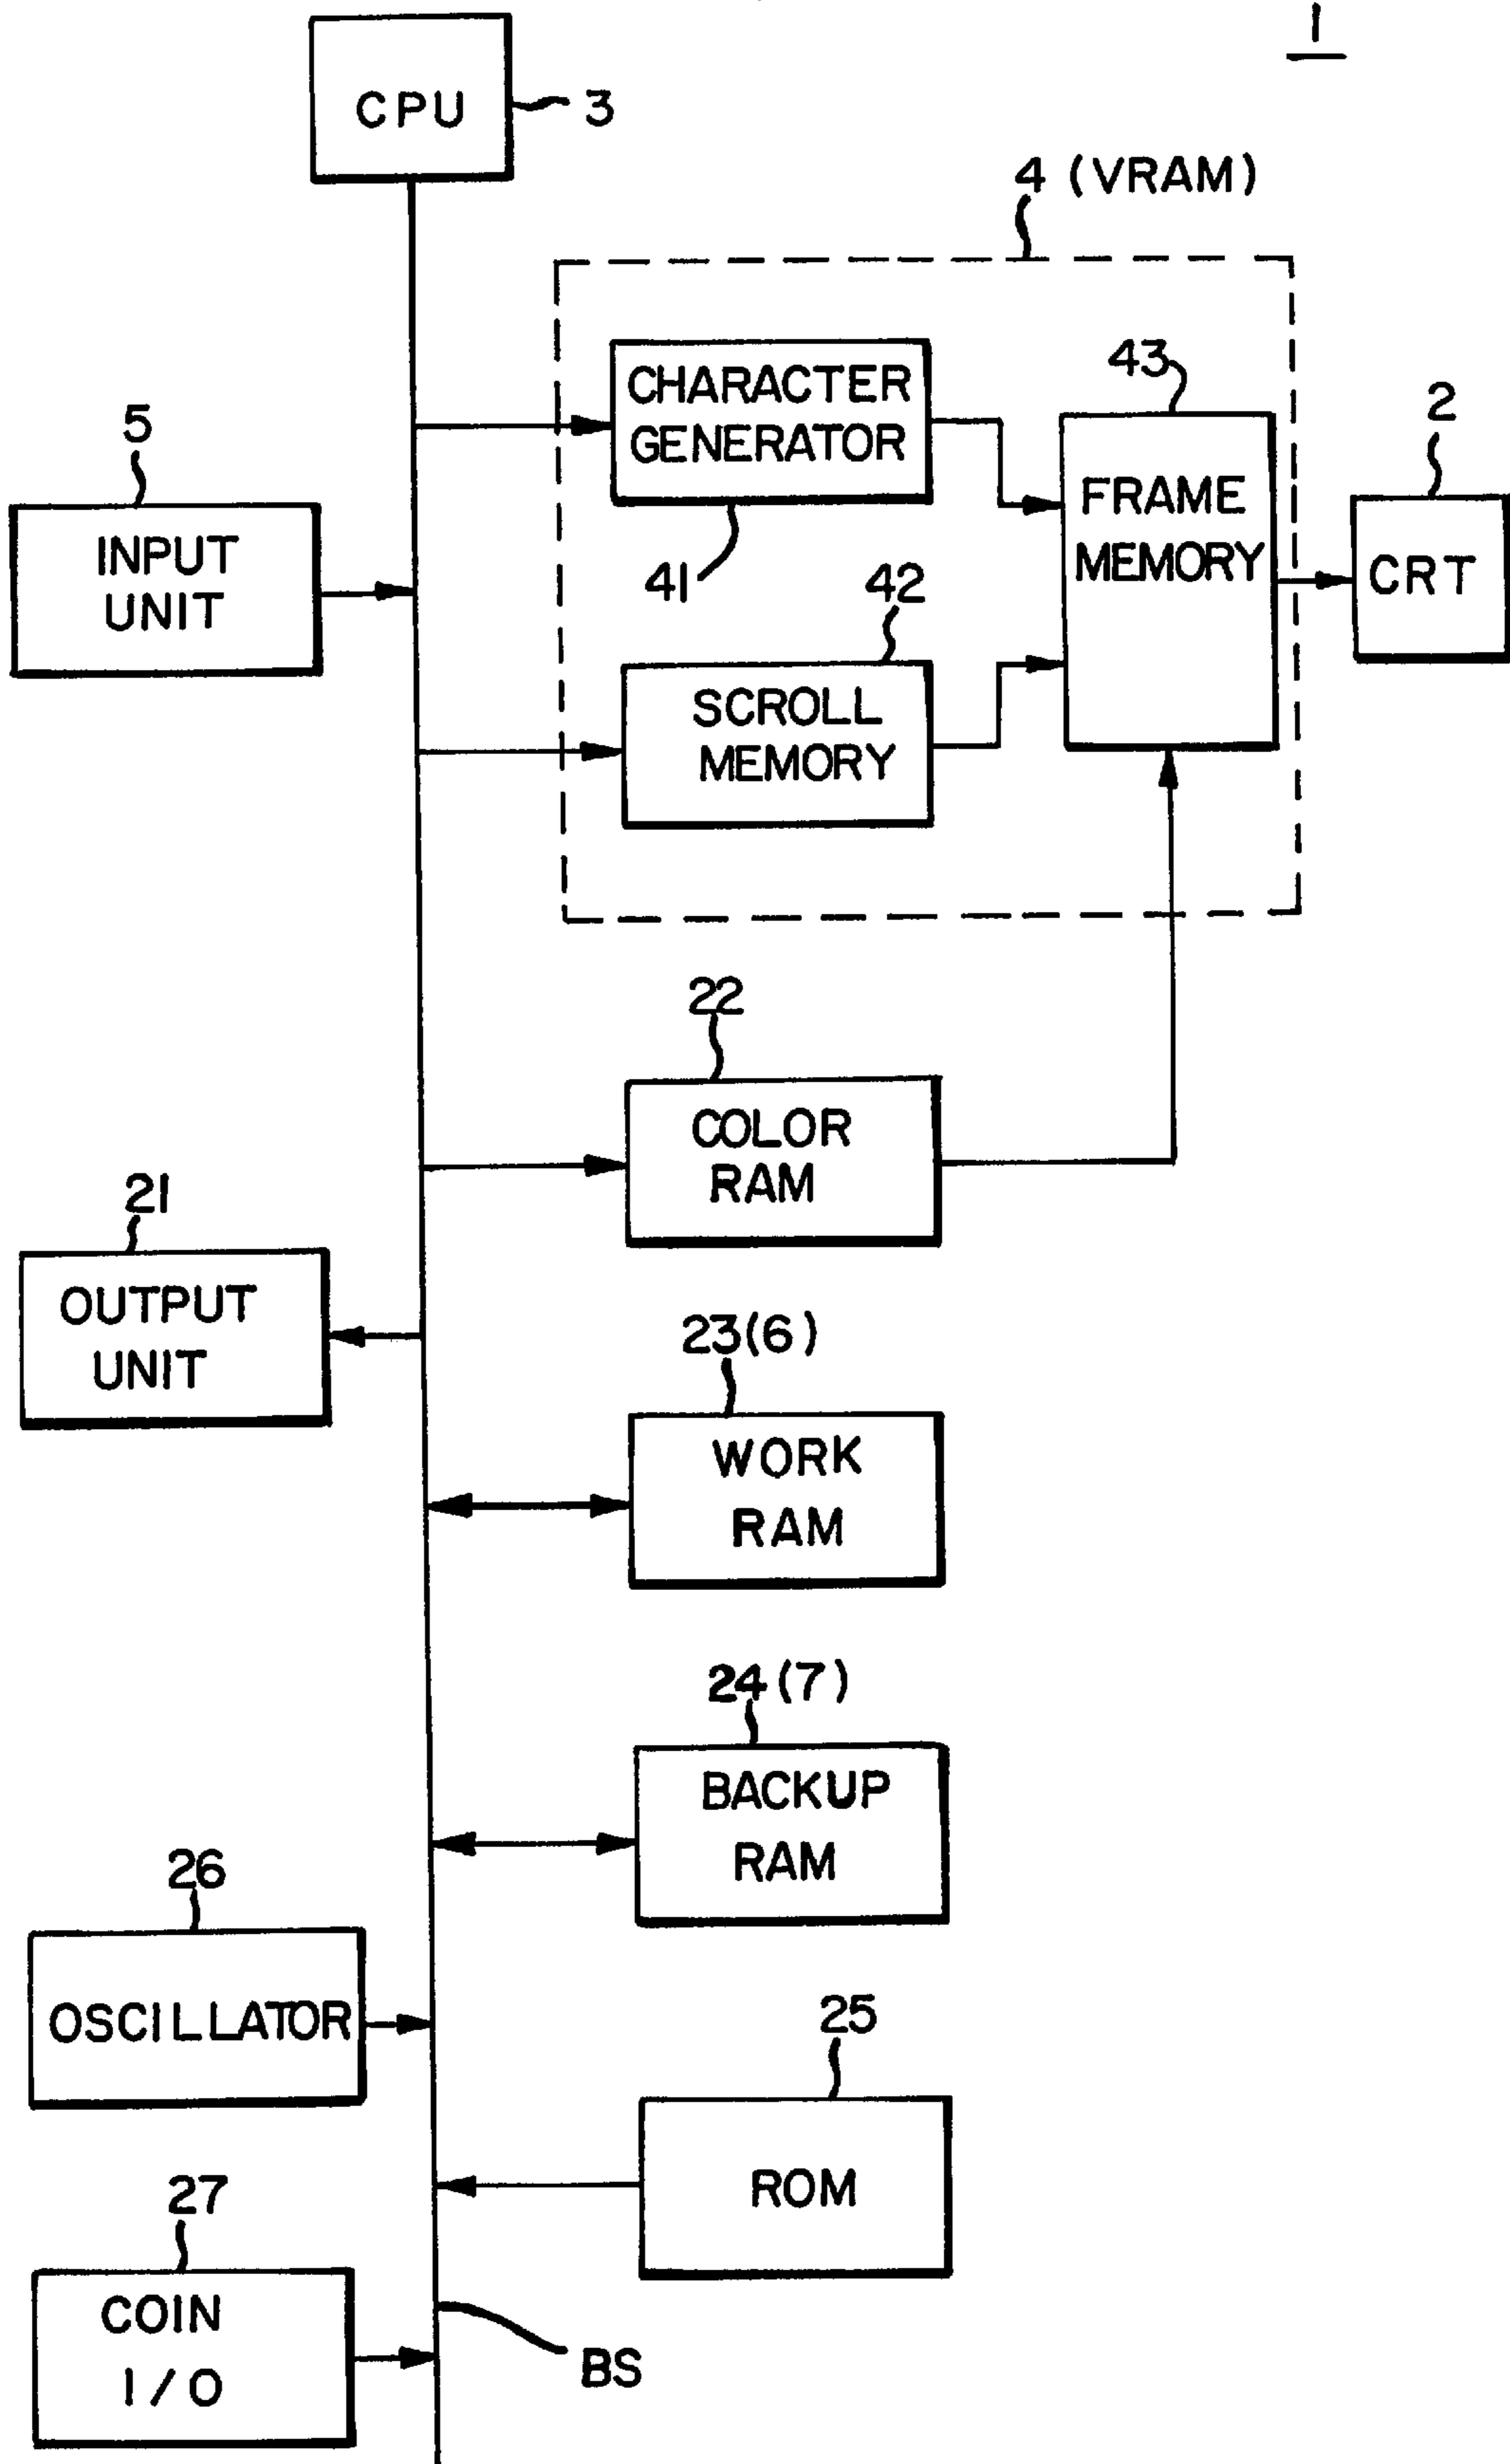 1
CPU
3
4 (VRAM)
CHARACTER
GENERATOR
41
43
FRAME
MEMORY
2
CRT
5
INPUT
UNIT
42
SCROLL
MEMORY
22
COLOR
RAM
21
OUTPUT
UNIT
23(6)
WORK
RAM
24(7)
BACKUP
RAM
26
OSCILLATOR
25
ROM
27
COIN
I/O
BS